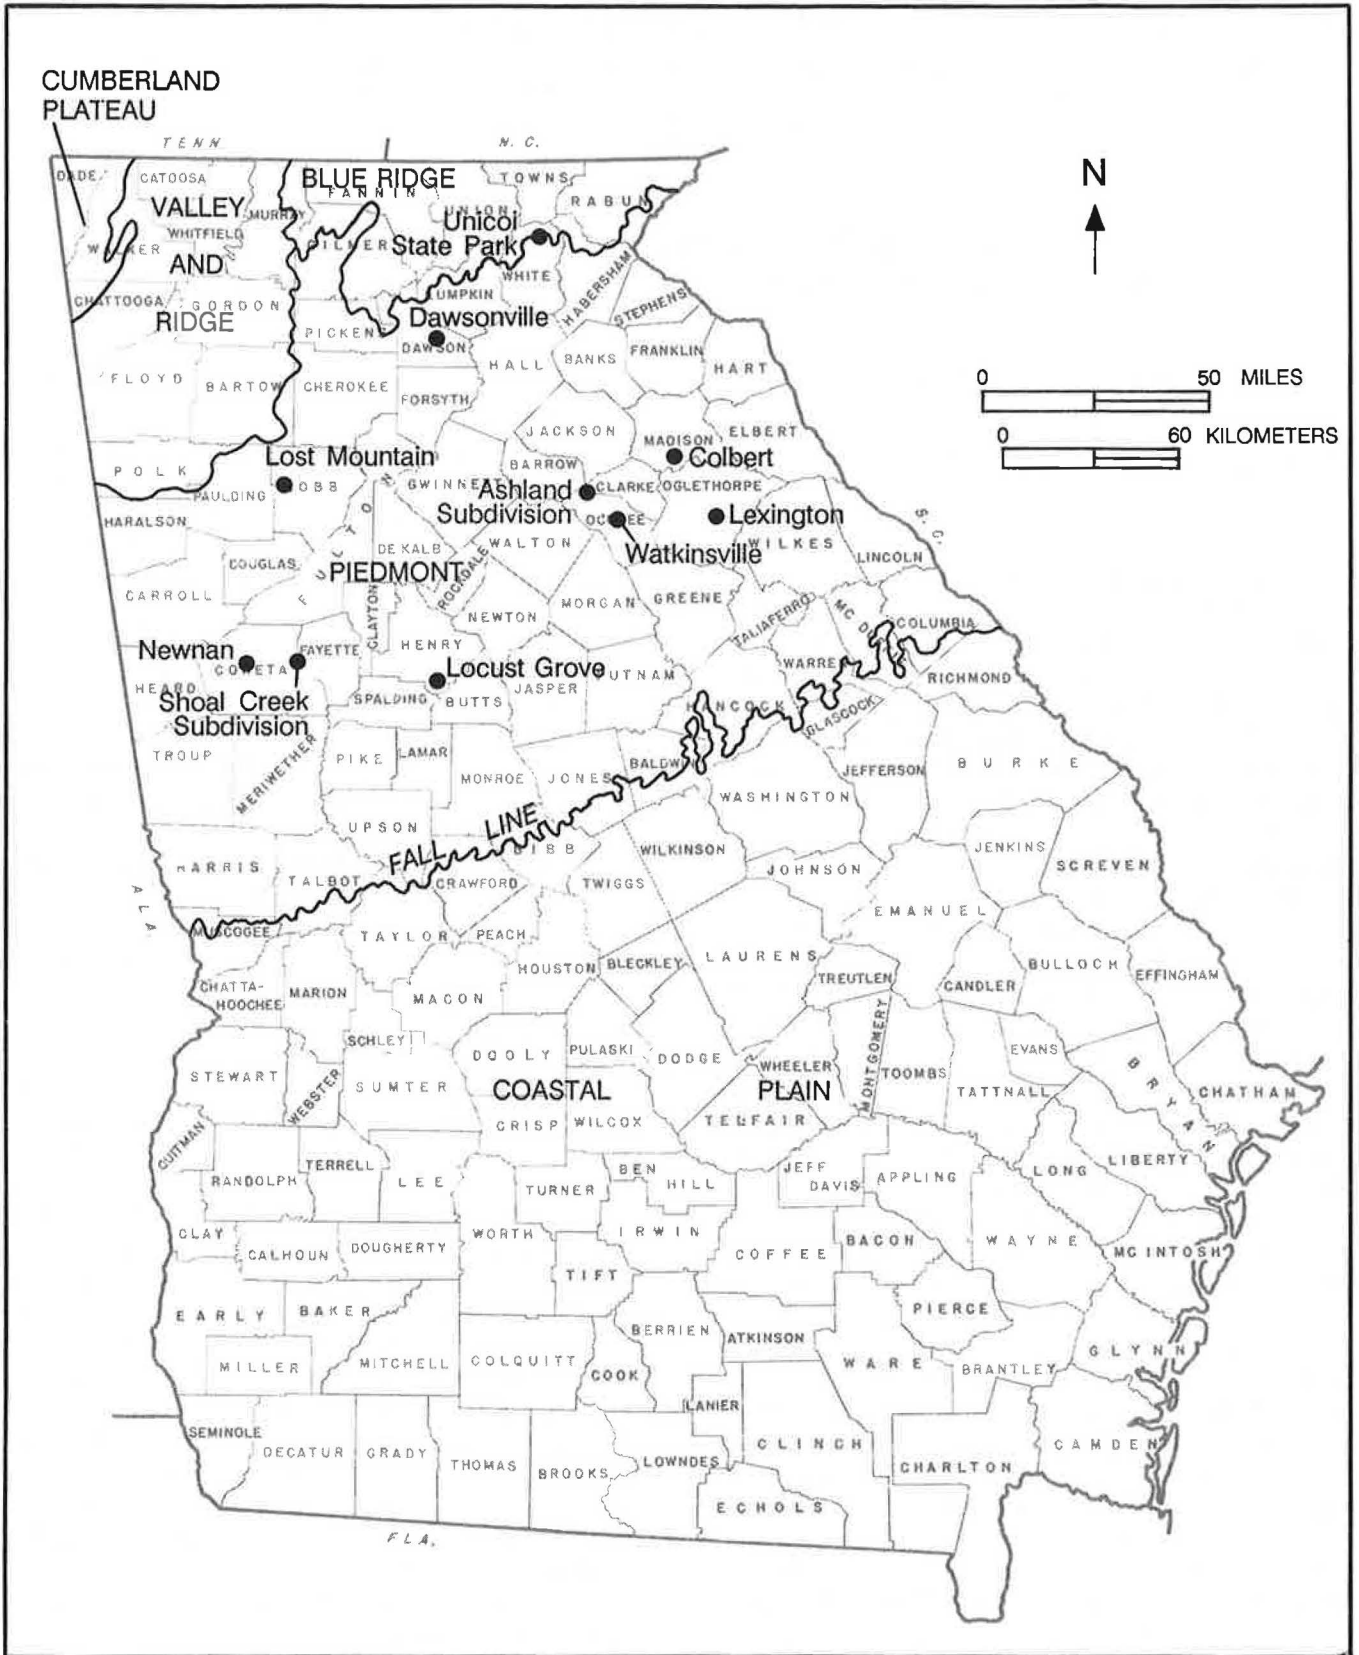 CUMBERLAND
PLATEAU
TENN
N. C.
N
DADE
CATOOSA
BLUE RIDGE
FANNIN
TOWNS
RABUN
VALLEY
MURRAY
UNION
WHITFIELD
Unicoi
State Park
WALKER
GILMER
AND
WHITE
HABERSHAM
STEPHENS
CHATTOOGA
GORDON
LUMPKIN
RIDGE
PICKENS
Dawsonville
DAWSON
HALL
BANKS
FRANKLIN
HART
FLOYD
BARTOW
CHEROKEE
FORSYTH
0 50 MILES
0 60 KILOMETERS
JACKSON
MADISON
ELBERT
POLK
Lost Mountain
BARROW
Colbert
PAULDING
OBB
GWINNETT
Ashland
Subdivision
CLARKE
OGLETHORPE
HARALSON
FULTON
OCONEE
Lexington
S. C.
DE KALB
WALTON
Watkinsville
WILKES
LINCOLN
DOUGLAS
PIEDMONT
ROCKDALE
CARROLL
CLAYTON
NEWTON
MORGAN
GREENE
TALIAFERRO
MC DUFFIE
COLUMBIA
Newnan
FAYETTE
HENRY
COWETA
Locust Grove
WARREN
RICHMOND
HEARD
Shoal Creek
Subdivision
SPALDING
BUTTS
JASPER
PUTNAM
HANCOCK
GLASCOCK
TROUP
MERIWETHER
PIKE
LAMAR
MONROE
JONES
BALDWIN
JEFFERSON
BURKE
WASHINGTON
UPSON
FALL LINE
BIBB
WILKINSON
JENKINS
SCREVEN
HARRIS
TALBOT
CRAWFORD
TWIGGS
JOHNSON
ALA.
EMANUEL
MUSCOGEE
TAYLOR
PEACH
HOUSTON
BLECKLEY
LAURENS
TREUTLEN
CANDLER
BULLOCH
EFFINGHAM
CHATTA-
HOOCHEE
MARION
MACON
SCHLEY
DOOLY
PULASKI
DODGE
WHEELER
MONTGOMERY
TOOMBS
EVANS
BRYAN
STEWART
WEBSTER
SUMTER
COASTAL PLAIN
TATTNALL
CHATHAM
CRISP
WILCOX
TELFAIR
QUITMAN
RANDOLPH
TERRELL
LEE
TURNER
BEN
HILL
JEFF
DAVIS
APPLING
LONG
LIBERTY
CLAY
CALHOUN
DOUGHERTY
WORTH
IRWIN
COFFEE
BACON
WAYNE
MC INTOSH
TIFT
EARLY
BAKER
PIERCE
BERRIEN
ATKINSON
MILLER
MITCHELL
COLQUITT
COOK
WARE
BRANTLEY
GLYNN
LANIER
SEMINOLE
DECATUR
GRADY
THOMAS
BROOKS
LOWNDES
CLINCH
CHARLTON
CAMDEN
ECHOLS
FLA.